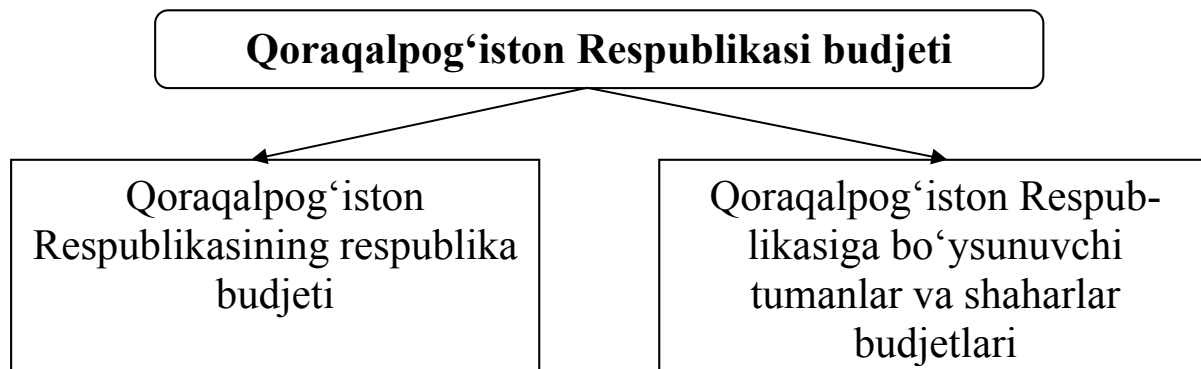 Qoraqalpog‘iston Respublikasi budjeti
Qoraqalpog‘iston
Respublikasining respublika
budjeti
Qoraqalpog‘iston Respub-
likasiga bo‘ysunuvchi
tumanlar va shaharlar
budjetlari